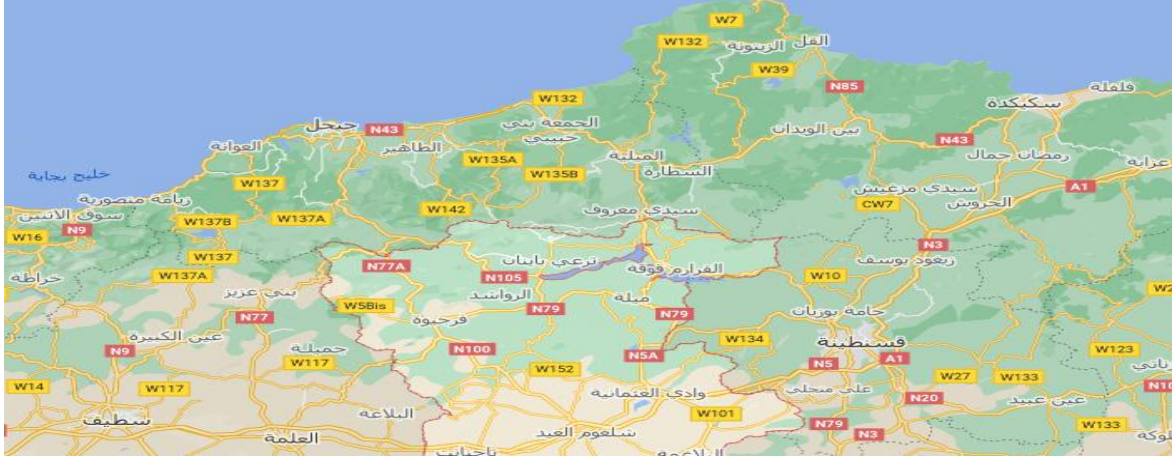 W7
القل
الزيتونة
W132
W39
N85
فلفلة
سكيكدة
W132
N43
جيجل
الجمعة بني
حبيبي
بين الويدان
N43
العوانة
الطاهير
الميلية
رمضان جمال
عزابة
W135A
W135B
السطارة
خليج بجاية
W137
A1
زيامة منصورية
سيدي مزغيش
الحروش
سوق الاثنين
W137B
W137A
W142
سيدي معروف
CW7
N9
W16
W137
N3
زيغود يوسف
خراطة
W137A
N77A
N105
ترعي باينان
القرارم قوقة
W10
بني عزيز
W5Bis
الرواشد
ميلة
حامة بوزيان
N77
N79
N79
فرجيوة
عين الكبيرة
N9
جميلة
N100
N5A
W134
قسنطينة
W123
W117
W152
N5
A1
W14
W117
وادي العثمانية
علي منجلي
W27
W133
N20
عين عبيد
سطيف
البلاعة
W101
العلمة
شلغوم العيد
N79
N3
W133
تاجنانت